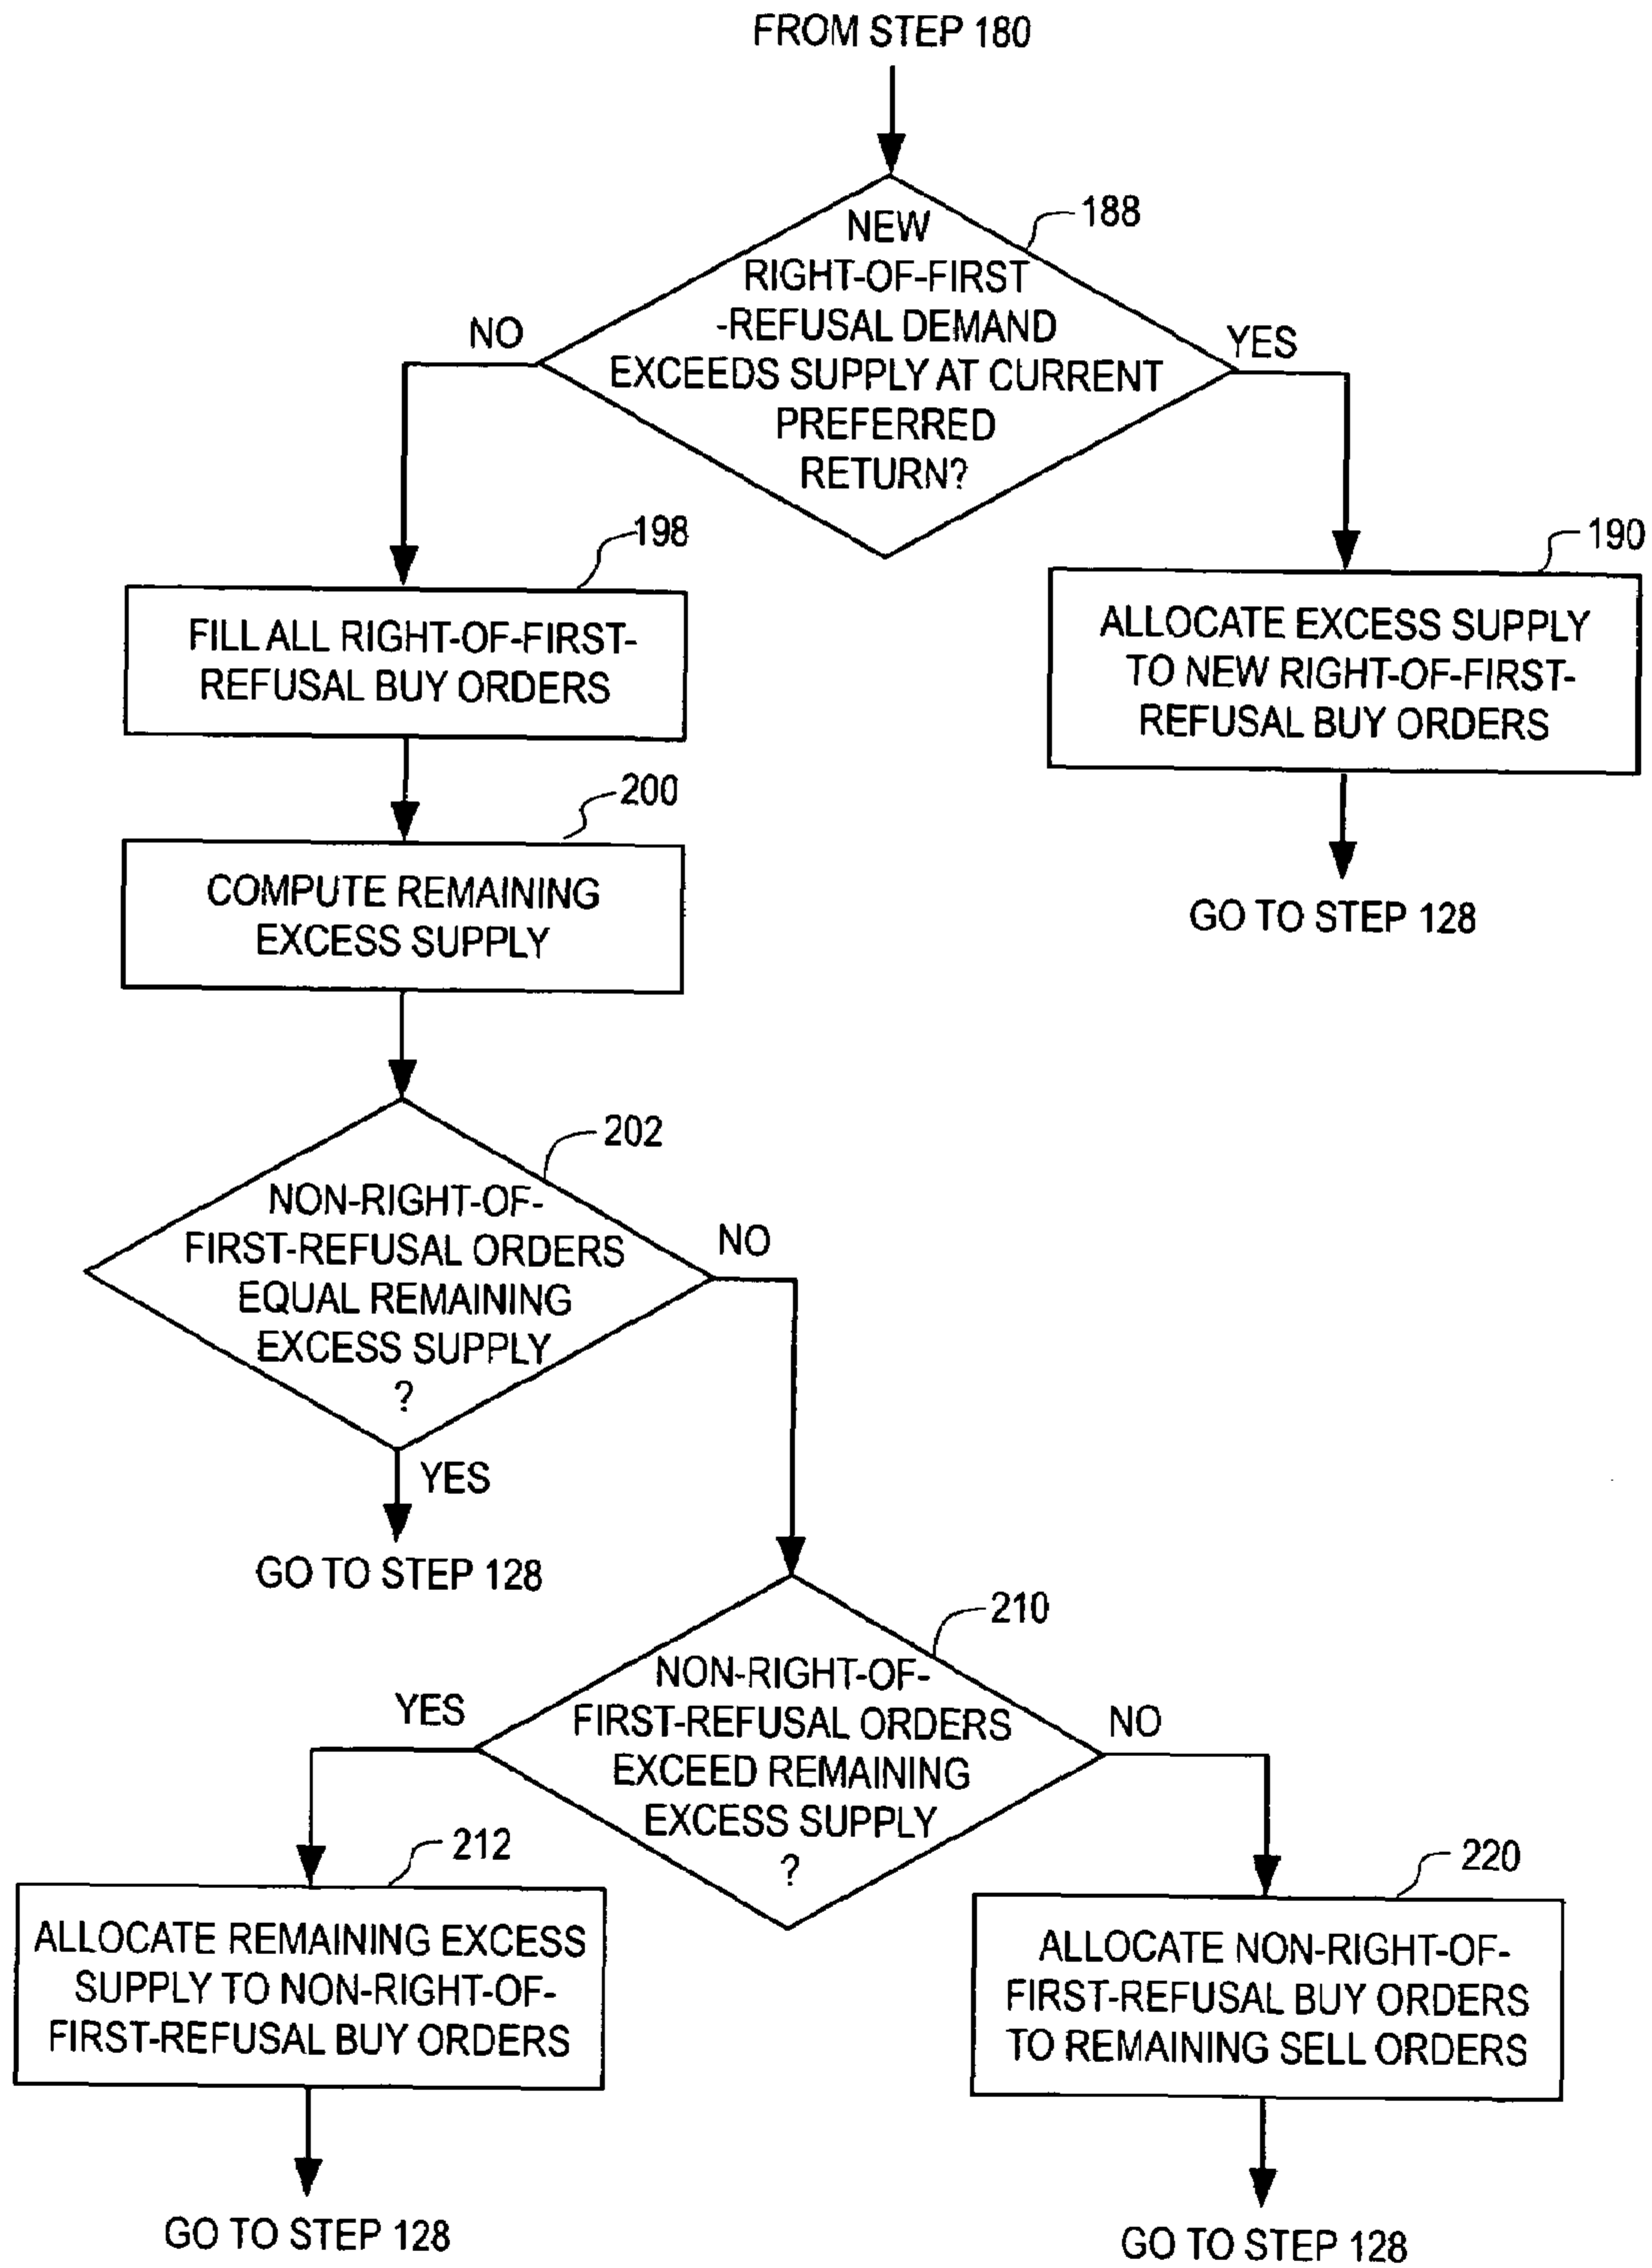 FROM STEP 180
188
NEW
RIGHT-OF-FIRST
-REFUSAL DEMAND
EXCEEDS SUPPLY AT CURRENT
PREFERRED
RETURN?
NO
YES
198
FILL ALL RIGHT-OF-FIRST-
REFUSAL BUY ORDERS
190
ALLOCATE EXCESS SUPPLY
TO NEW RIGHT-OF-FIRST-
REFUSAL BUY ORDERS
GO TO STEP 128
200
COMPUTE REMAINING
EXCESS SUPPLY
202
NON-RIGHT-OF-
FIRST-REFUSAL ORDERS
EQUAL REMAINING
EXCESS SUPPLY
?
NO
YES
GO TO STEP 128
210
NON-RIGHT-OF-
FIRST-REFUSAL ORDERS
EXCEED REMAINING
EXCESS SUPPLY
?
YES
NO
212
ALLOCATE REMAINING EXCESS
SUPPLY TO NON-RIGHT-OF-
FIRST-REFUSAL BUY ORDERS
GO TO STEP 128
220
ALLOCATE NON-RIGHT-OF-
FIRST-REFUSAL BUY ORDERS
TO REMAINING SELL ORDERS
GO TO STEP 128